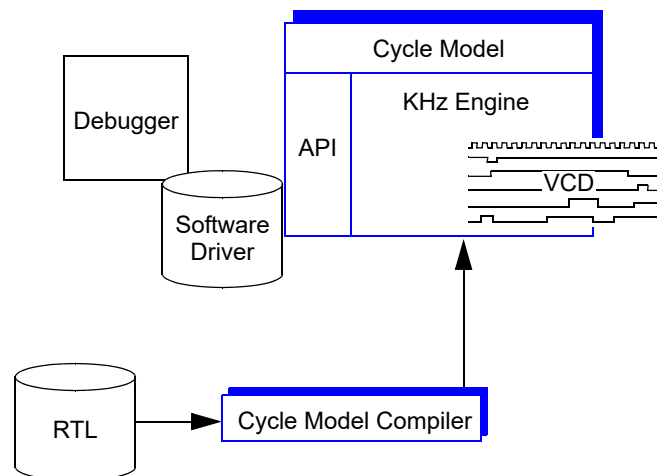 Cycle Model
KHz Engine
Debugger
API
VCD
Software
Driver
Cycle Model Compiler
RTL